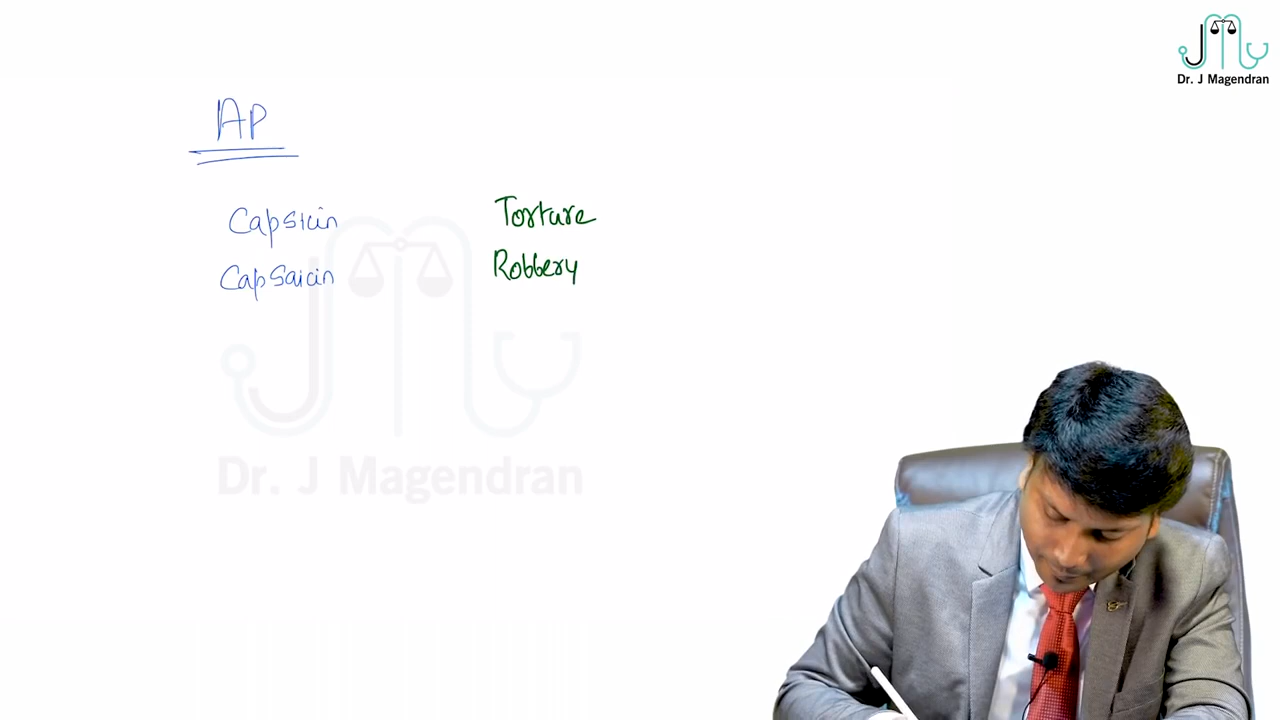 Dr. J Magendran
AP
Capsicin Torture
Capsaicin Robbery
Dr. J Magendran